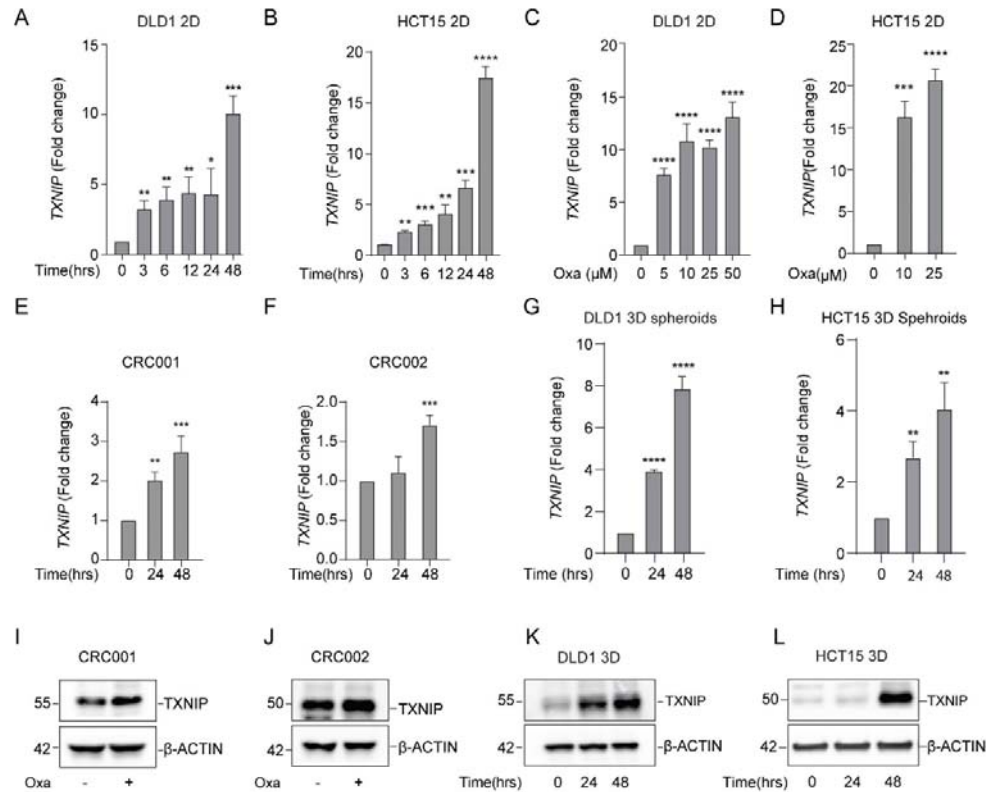 A
DLD1 2D
TXNIP (Fold change)
15
10
5
0
**
**
**
*
***
Time(hrs)
0 3 6 12 24 48
B
HCT15 2D
TXNIP (Fold change)
20
15
10
5
0
**
***
**
***
****
Time(hrs)
0 3 6 12 24 48
C
DLD1 2D
TXNIP (Fold change)
20
15
10
5
0
****
****
****
****
Oxa (µM)
0 5 10 25 50
D
HCT15 2D
TXNIP(Fold change)
25
20
15
10
5
0
***
****
Oxa(µM)
0 10 25
E
CRC001
TXNIP (Fold change)
4
3
2
1
0
**
***
Time(hrs)
0 24 48
F
CRC002
TXNIP (Fold change)
2.0
1.5
1.0
0.5
0.0
***
Time(hrs)
0 24 48
G
DLD1 3D spheroids
TXNIP (Fold change)
10
8
6
4
2
0
****
****
Time (hrs)
0 24 48
H
HCT15 3D Spehroids
TXNIP (Fold change)
6
4
2
0
**
**
Time (hrs)
0 24 48
I
CRC001
55
TXNIP
42
β-ACTIN
Oxa - +
J
CRC002
50
TXNIP
42
β-ACTIN
- +
K
DLD1 3D
55
TXNIP
42
β-ACTIN
Time(hrs) 0 24 48
L
HCT15 3D
50
TXNIP
42
β-ACTIN
Time(hrs) 0 24 48